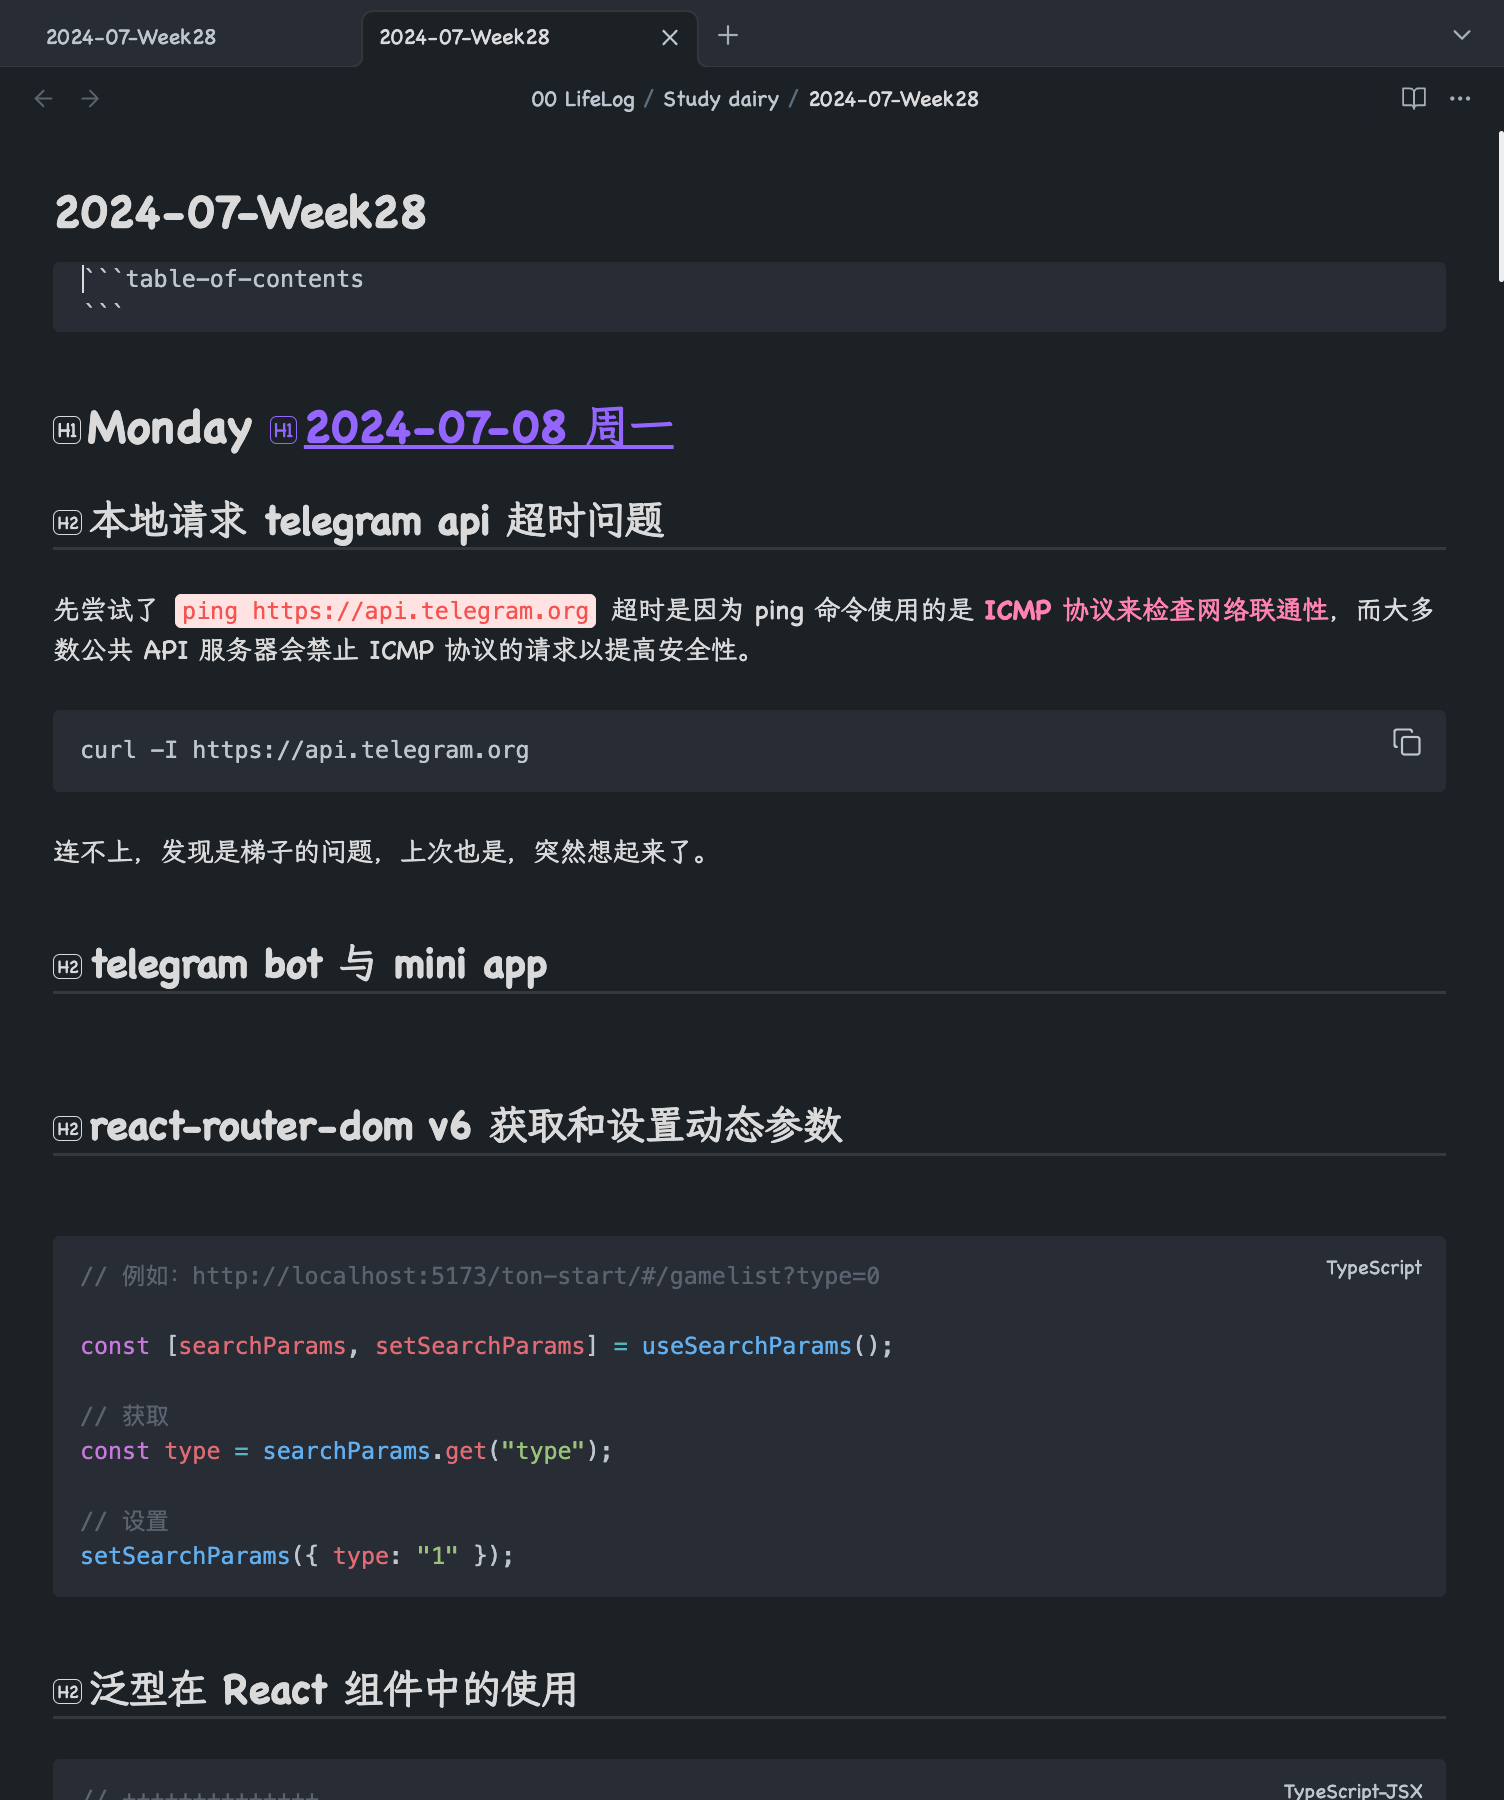 2024-07-Week28
2024-07-Week28
00 LifeLog / Study dairy / 2024-07-Week28
2024-07-Week28
```table-of-contents
```
H1 Monday H1 2024-07-08 周一
H2 本地请求 telegram api 超时问题
先尝试了 ping https://api.telegram.org 超时是因为 ping 命令使用的是 ICMP 协议来检查网络联通性，而大多
数公共 API 服务器会禁止 ICMP 协议的请求以提高安全性。
curl -I https://api.telegram.org
连不上，发现是梯子的问题，上次也是，突然想起来了。
H2 telegram bot 与 mini app
H2 react-router-dom v6 获取和设置动态参数
TypeScript
// 例如：http://localhost:5173/ton-start/#/gamelist?type=0
const [searchParams, setSearchParams] = useSearchParams();
// 获取
const type = searchParams.get("type");
// 设置
setSearchParams({ type: "1" });
H2 泛型在 React 组件中的使用
TypeScript-JSX